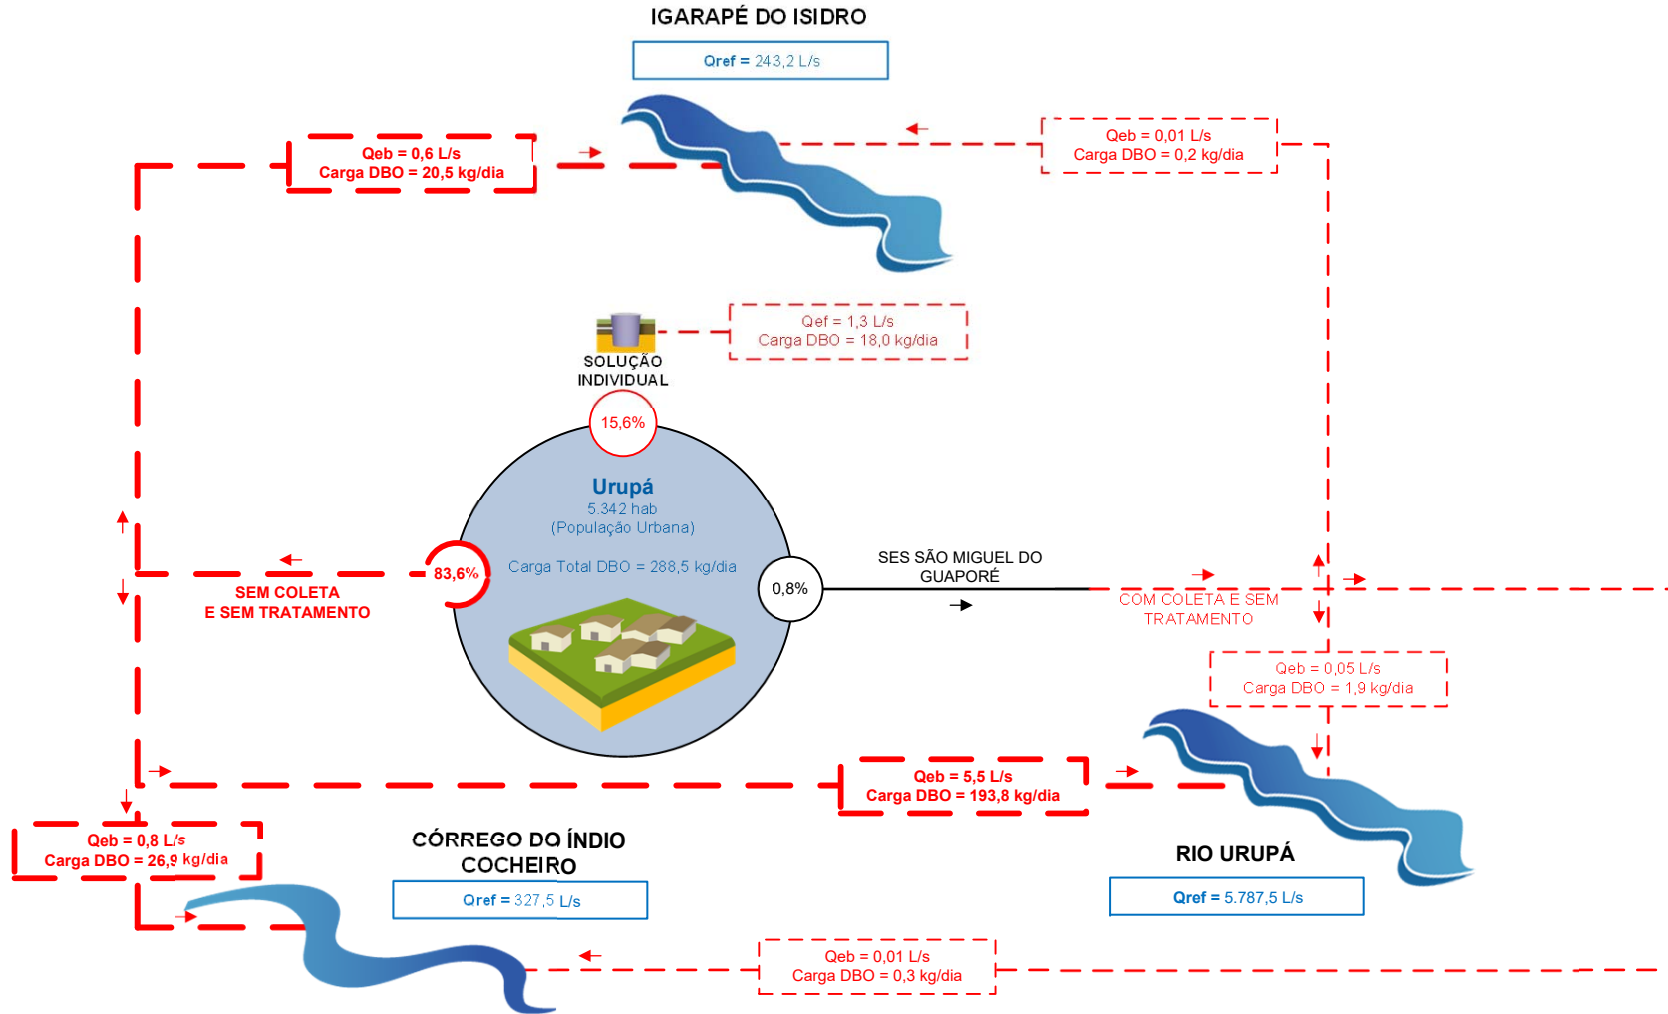 IGARAPÉ DO ISIDRO
Qref = 243,2 L/s
Qeb = 0,6 L/s
Carga DBO = 20,5 kg/dia
Qeb = 0,01 L/s
Carga DBO = 0,2 kg/dia
Qef = 1,3 L/s
Carga DBO = 18,0 kg/dia
SOLUÇÃO
INDIVIDUAL
15,6%
Urupá
5.342 hab
(População Urbana)
Carga Total DBO = 288,5 kg/dia
83,6%
SEM COLETA
E SEM TRATAMENTO
0,8%
SES SÃO MIGUEL DO
GUAPORÉ
COM COLETA E SEM
TRATAMENTO
Qeb = 0,05 L/s
Carga DBO = 1,9 kg/dia
Qeb = 5,5 L/s
Carga DBO = 193,8 kg/dia
Qeb = 0,8 L/s
Carga DBO = 26,9 kg/dia
CÓRREGO DO ÍNDIO
COCHEIRO
Qref = 327,5 L/s
RIO URUPÁ
Qref = 5.787,5 L/s
Qeb = 0,01 L/s
Carga DBO = 0,3 kg/dia